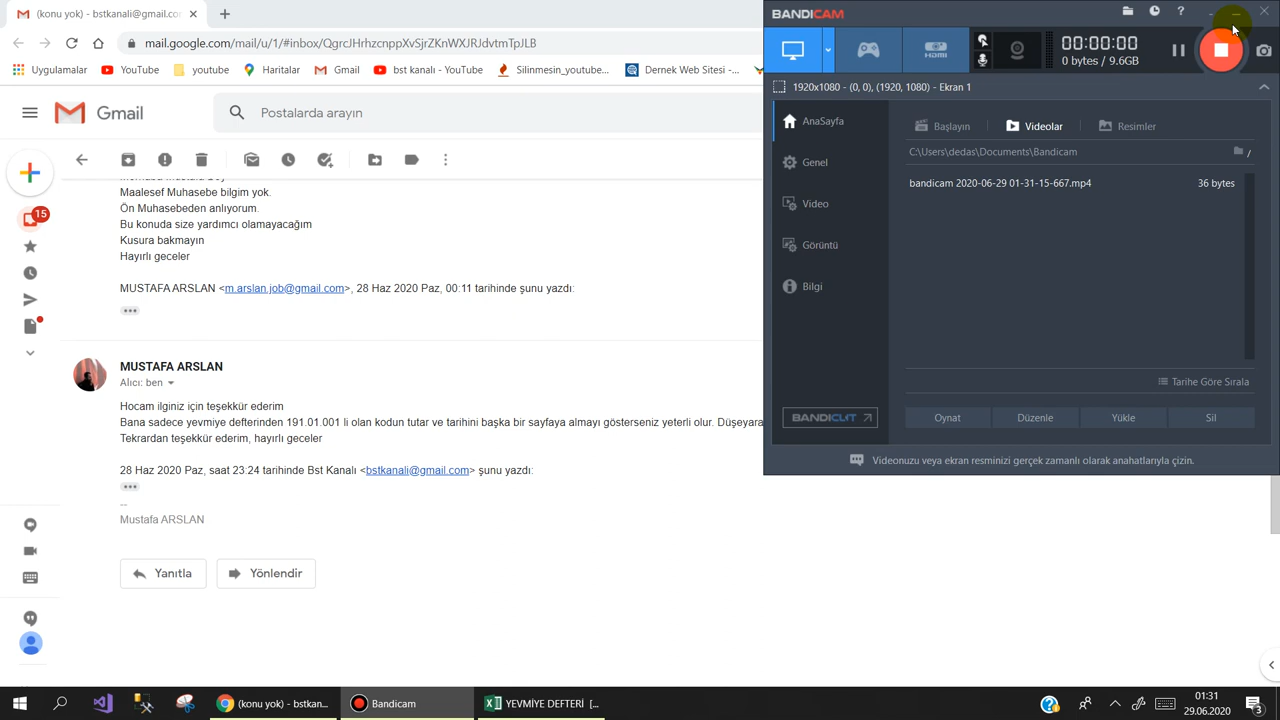 (konu yok) - bstkanali@gmail.com
mail.google.com/mail/u/1/#inbox/QgrcJHrhzcnppXvSjrZKnWXJRJdvtmTpJLB
Uygulamalar
YouTube
youtube
Haritalar
Gmail
bst kanalı - YouTube
Silinmesin_youtube...
Dernek Web Sitesi -...
Gmail
Postalarda arayın
15
Maalesef Muhasebe bilgim yok.
Ön Muhasebeden anlıyorum.
Bu konuda size yardımcı olamayacağım
Kusura bakmayın
Hayırlı geceler
MUSTAFA ARSLAN <m.arslan.job@gmail.com>, 28 Haz 2020 Paz, 00:11 tarihinde şunu yazdı:
MUSTAFA ARSLAN
Alıcı: ben
Hocam ilginiz için teşekkür ederim
Bana sadece yevmiye defterinden 191.01.001 li olan kodun tutar ve tarihini başka bir sayfaya almayı gösterseniz yeterli olur. Düşeyara
Tekrardan teşekkür ederim, hayırlı geceler
28 Haz 2020 Paz, saat 23:24 tarihinde Bst Kanalı <bstkanali@gmail.com> şunu yazdı:
--
Mustafa ARSLAN
Yanıtla
Yönlendir
BANDICAM
HDMI
00:00:00
0 bytes / 9.6GB
1920x1080 - (0, 0), (1920, 1080) - Ekran 1
AnaSayfa
Genel
Video
Görüntü
Bilgi
BANDICUT
Başlayın
Videolar
Resimler
C:\Users\dedas\Documents\Bandicam
/
bandicam 2020-06-29 01-31-15-667.mp4
36 bytes
Tarihe Göre Sırala
Oynat
Düzenle
Yükle
Sil
Videonuzu veya ekran resminizi gerçek zamanlı olarak anahatlarıyla çizin.
(konu yok) - bstkan...
Bandicam
YEVMİYE DEFTERİ [...
01:31
29.06.2020
3